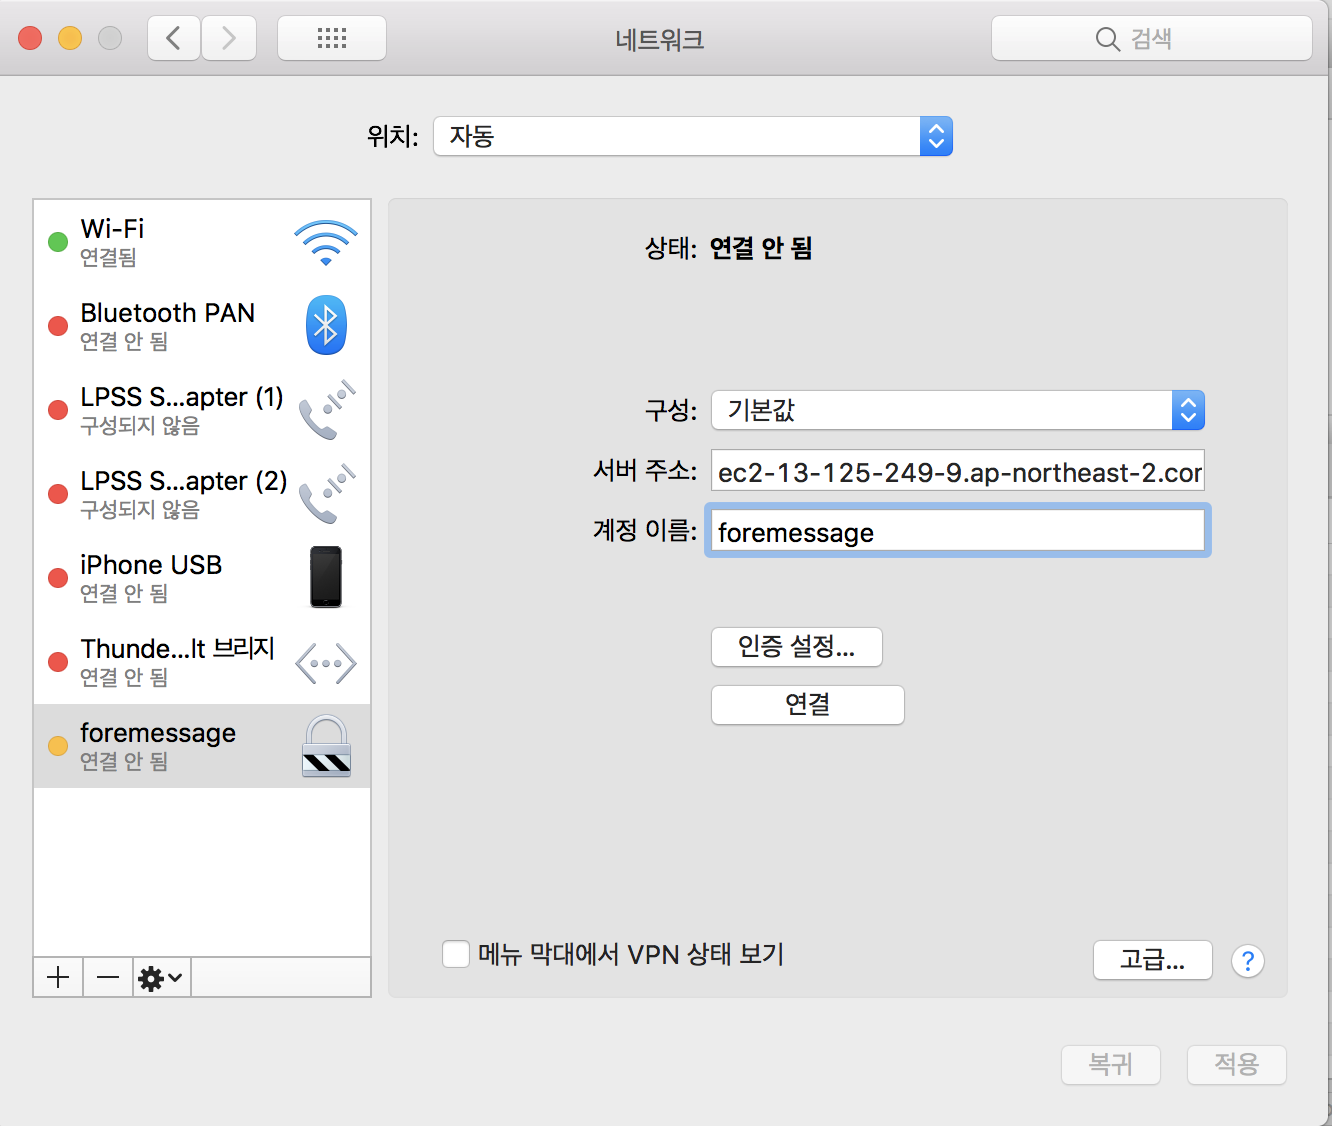 네트워크
검색
위치: 자동
Wi-Fi
연결됨
Bluetooth PAN
연결 안 됨
LPSS S...apter (1)
구성되지 않음
LPSS S...apter (2)
구성되지 않음
iPhone USB
연결 안 됨
Thunde...lt 브리지
연결 안 됨
foremessage
연결 안 됨
상태: 연결 안 됨
구성: 기본값
서버 주소: ec2-13-125-249-9.ap-northeast-2.cor
계정 이름: foremessage
인증 설정...
연결
메뉴 막대에서 VPN 상태 보기
고급...
?
복귀
적용